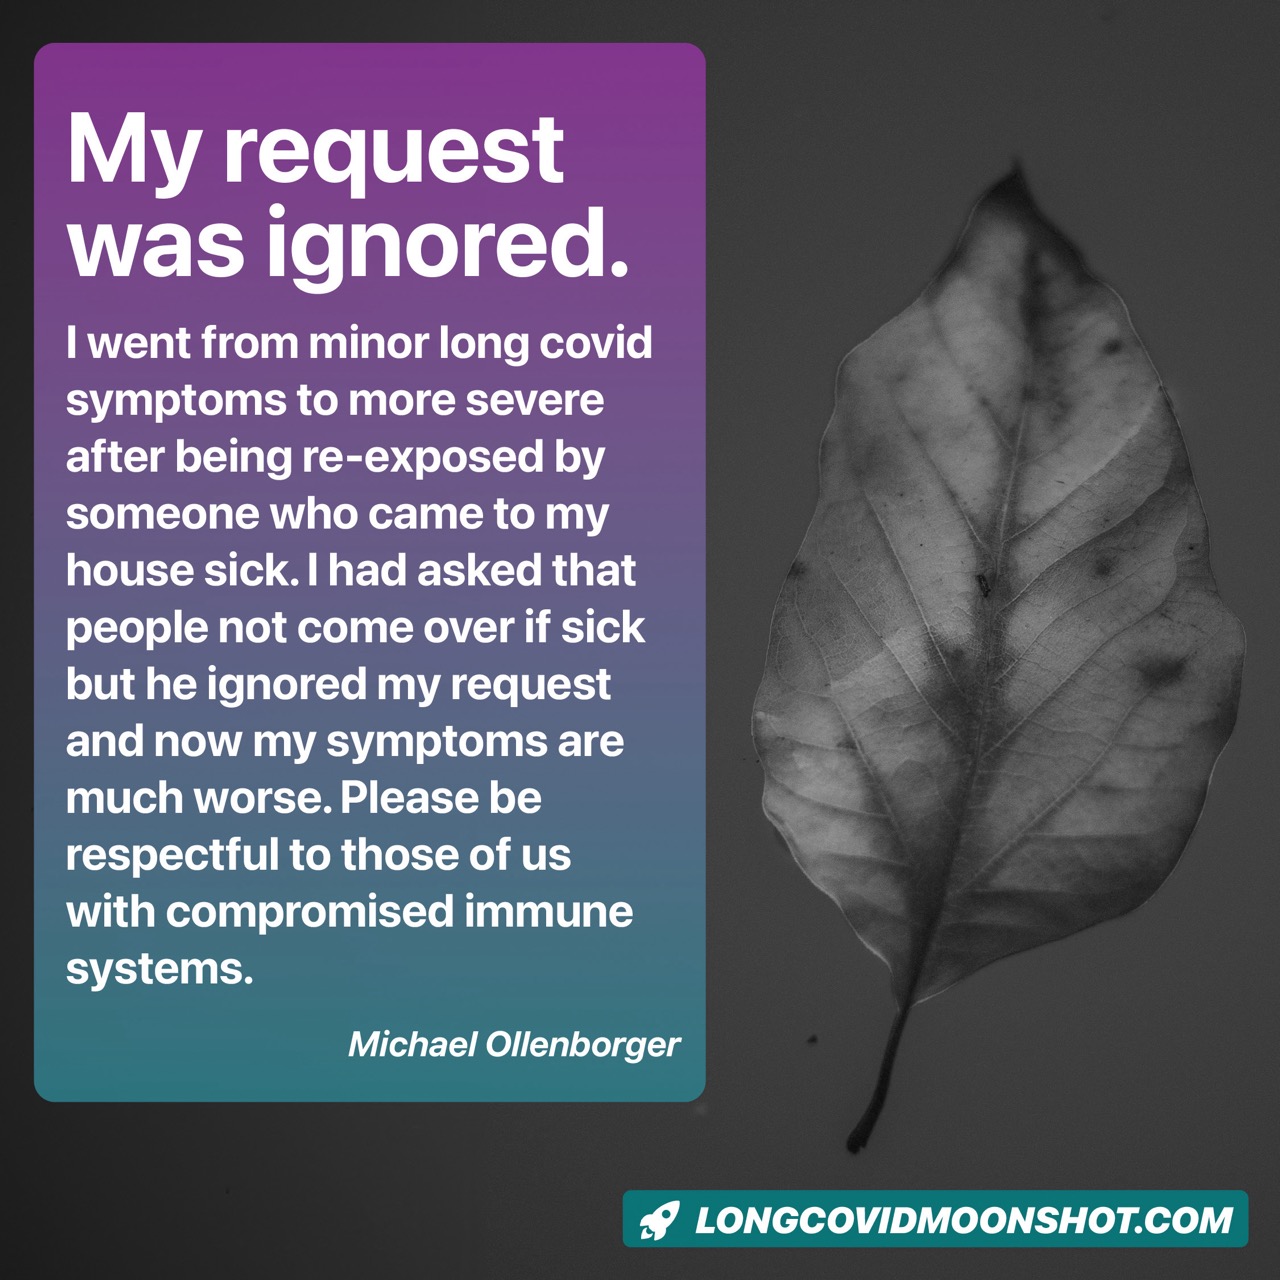 My request
was ignored.
I went from minor long covid
symptoms to more severe
after being re-exposed by
someone who came to my
house sick. I had asked that
people not come over if sick
but he ignored my request
and now my symptoms are
much worse. Please be
respectful to those of us
with compromised immune
systems.
Michael Ollenborger
LONGCOVIDMOONSHOT.COM